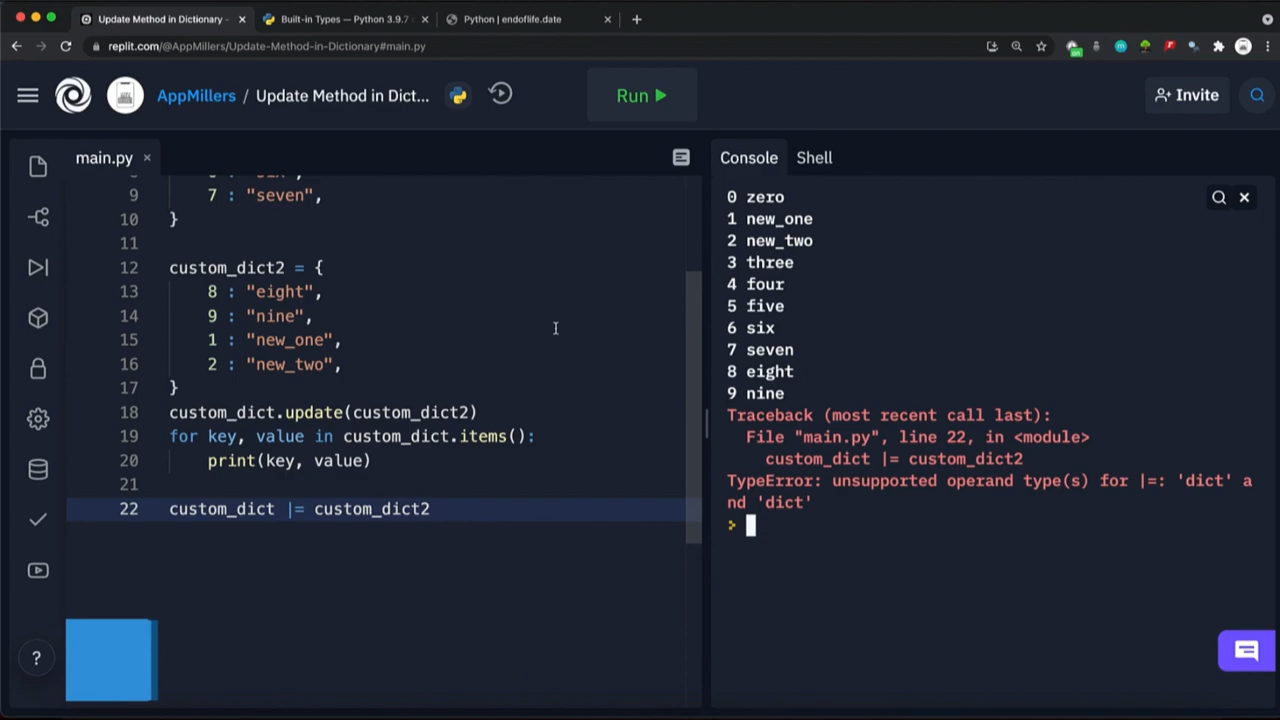 Update Method in Dictionary -
Built-in Types — Python 3.9.7
Python | endoflife.date
replit.com/@AppMillers/Update-Method-in-Dictionary#main.py
on
AppMillers / Update Method in Dict...
Run
Invite
main.py
Console
Shell
9 7 : "seven",
10 }
11
12 custom_dict2 = {
13 8 : "eight",
14 9 : "nine",
15 1 : "new_one",
16 2 : "new_two",
17 }
18 custom_dict.update(custom_dict2)
19 for key, value in custom_dict.items():
20 print(key, value)
21
22 custom_dict |= custom_dict2
0 zero
1 new_one
2 new_two
3 three
4 four
5 five
6 six
7 seven
8 eight
9 nine
Traceback (most recent call last):
File "main.py", line 22, in <module>
custom_dict |= custom_dict2
TypeError: unsupported operand type(s) for |=: 'dict' a
nd 'dict'
>
?